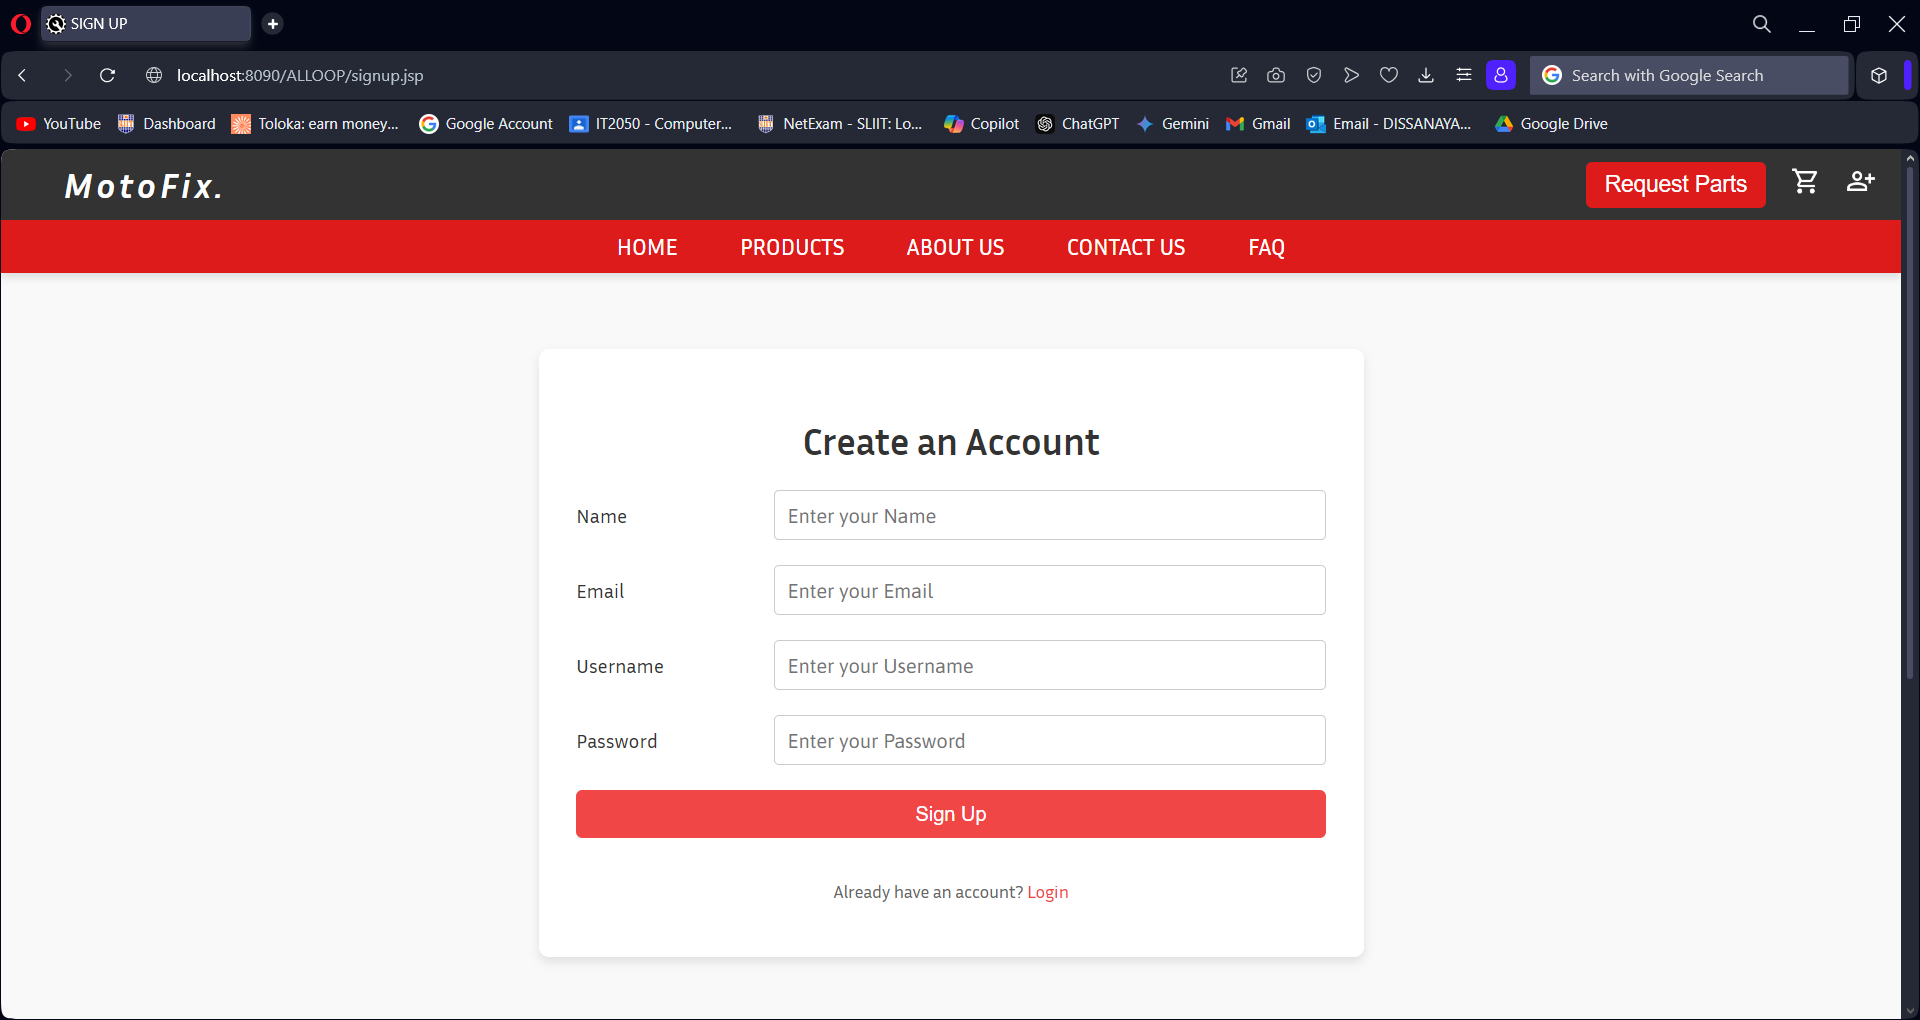 SIGN UP
localhost:8090/ALLOOP/signup.jsp
Search with Google Search
YouTube
Dashboard
Toloka: earn money...
Google Account
IT2050 - Computer...
NetExam - SLIIT: Lo...
Copilot
ChatGPT
Gemini
Gmail
Email - DISSANAYA...
Google Drive
MotoFix.
Request Parts
HOME
PRODUCTS
ABOUT US
CONTACT US
FAQ
Create an Account
Name
Enter your Name
Email
Enter your Email
Username
Enter your Username
Password
Enter your Password
Sign Up
Already have an account? Login